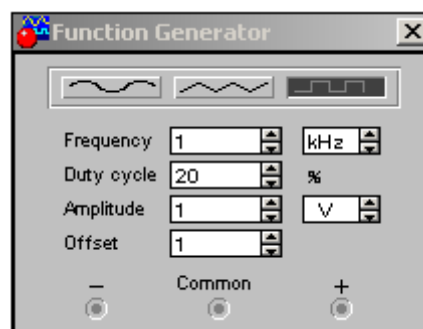 Function Generator
Frequency 1 kHz
Duty cycle 20 %
Amplitude 1 V
Offset 1
− Common +